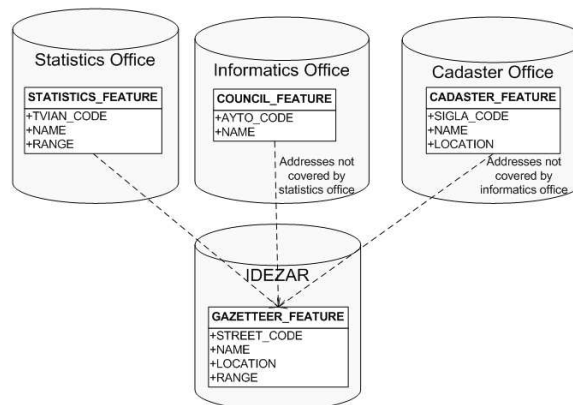 Statistics Office
STATISTICS_FEATURE
+TVIAN_CODE
+NAME
+RANGE
Informatics Office
COUNCIL_FEATURE
+AYTO_CODE
+NAME
Addresses not
covered by
statistics office
Cadaster Office
CADASTER_FEATURE
+SIGLA_CODE
+NAME
+LOCATION
Addresses not
covered by
informatics office
IDEZAR
GAZETTEER_FEATURE
+STREET_CODE
+NAME
+LOCATION
+RANGE